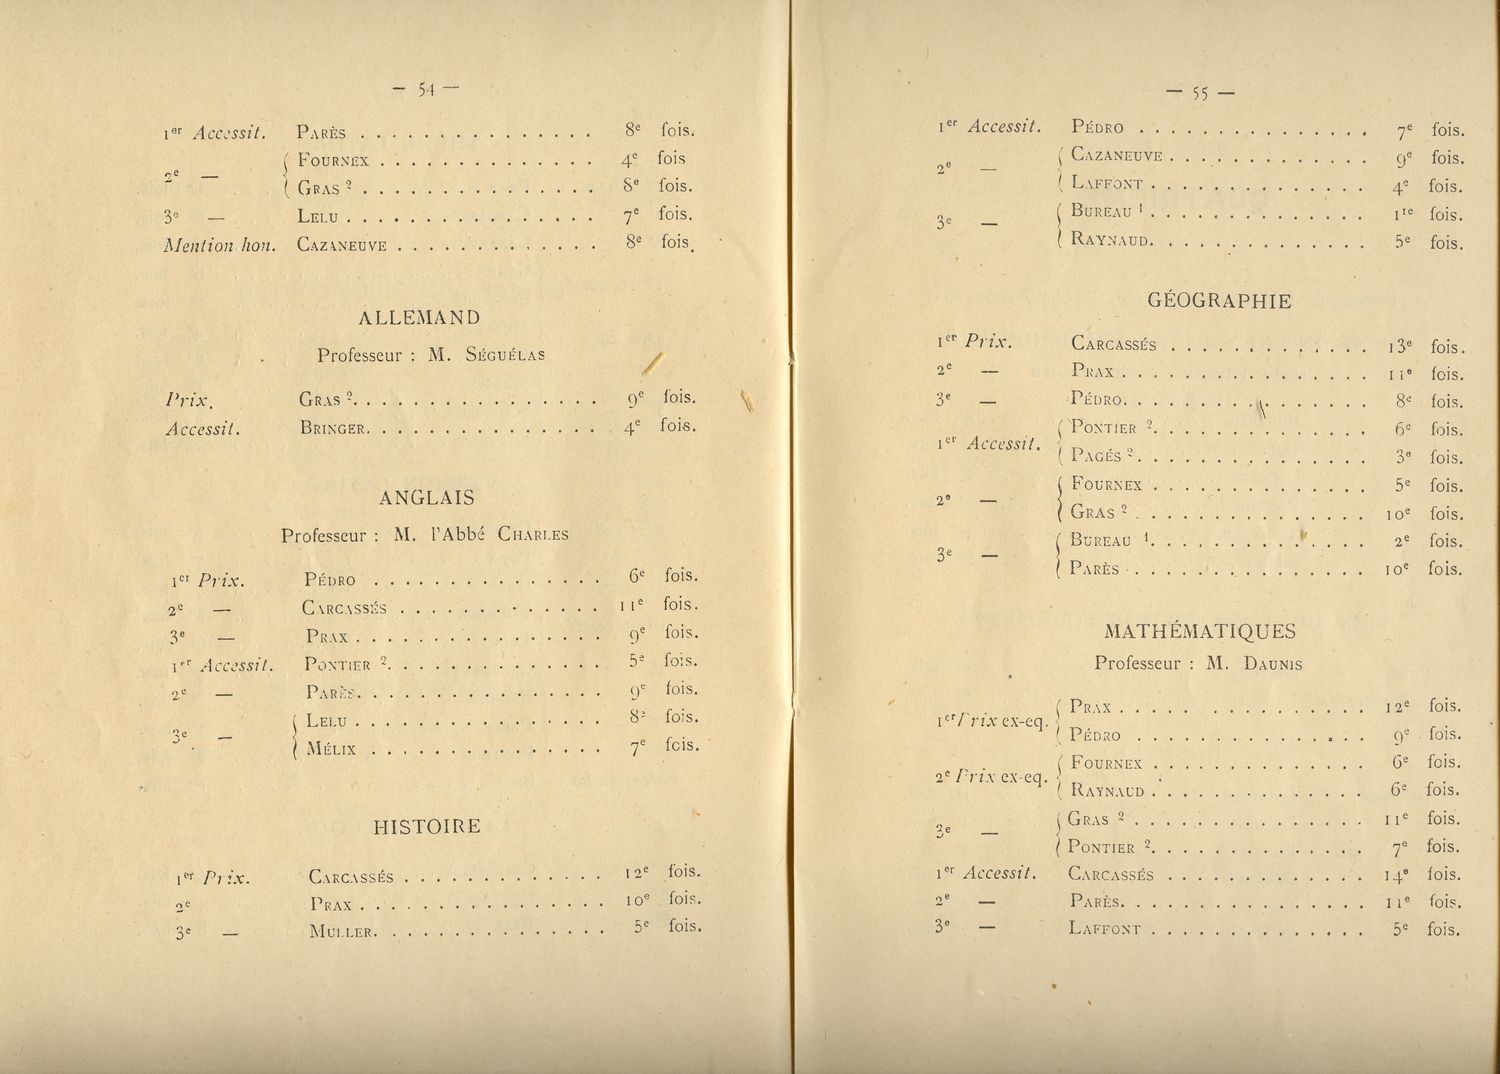 — 54 —
1er Accessit. PARÈS . . . . . . . . . . . . . . . 8e fois.
2e — { FOURNEX . . . . . . . . . . . . . 4e fois
{ GRAS 2 . . . . . . . . . . . . . . . 8e fois.
3e — LELU . . . . . . . . . . . . . . . . 7e fois.
Mention hon. CAZANEUVE . . . . . . . . . . . . . 8e fois.
ALLEMAND
Professeur : M. SÉGUÉLAS
Prix. GRAS 2. . . . . . . . . . . . . . . . 9e fois.
Accessit. BRINGER. . . . . . . . . . . . . . . 4e fois.
ANGLAIS
Professeur : M. l'Abbé CHARLES
1er Prix. PÉDRO . . . . . . . . . . . . . . . 6e fois.
2e — CARCASSÉS . . . . . . . . . . . . . 11e fois.
3e — PRAX . . . . . . . . . . . . . . . . 9e fois.
1er Accessit. PONTIER 2. . . . . . . . . . . . . . 5e fois.
2e — PARÈS. . . . . . . . . . . . . . . . 9e fois.
3e — { LELU . . . . . . . . . . . . . . . . 8e fois.
{ MÉLIX . . . . . . . . . . . . . . . 7e fois.
HISTOIRE
1er Prix. CARCASSÉS . . . . . . . . . . . . . 12e fois.
2e PRAX . . . . . . . . . . . . . . . . 10e fois.
3e — MULLER. . . . . . . . . . . . . . . 5e fois.
— 55 —
1er Accessit. PÉDRO . . . . . . . . . . . . . . . 7e fois.
2e — { CAZANEUVE . . . . . . . . . . . . . 9e fois.
{ LAFFONT . . . . . . . . . . . . . . 4e fois.
3e — { BUREAU 1 . . . . . . . . . . . . . . 1re fois.
{ RAYNAUD. . . . . . . . . . . . . . 5e fois.
GÉOGRAPHIE
1er Prix. CARCASSÉS . . . . . . . . . . . . . 13e fois.
2e — PRAX . . . . . . . . . . . . . . . . 11e fois.
3e — PÉDRO. . . . . . . . . . . . . . . . 8e fois.
1er Accessit. { PONTIER 2. . . . . . . . . . . . . . 6e fois.
{ PAGÉS 2. . . . . . . . . . . . . . . 3e fois.
2e — { FOURNEX . . . . . . . . . . . . . . 5e fois.
{ GRAS 2 . . . . . . . . . . . . . . . 10e fois.
3e — { BUREAU 1. . . . . . . . . . . . . . 2e fois.
{ PARÈS . . . . . . . . . . . . . . . 10e fois.
MATHÉMATIQUES
Professeur : M. DAUNIS
1er Prix ex-eq. { PRAX . . . . . . . . . . . . . . . 12e fois.
{ PÉDRO . . . . . . . . . . . . . . . 9e fois.
2e Prix ex-eq. { FOURNEX . . . . . . . . . . . . . . 6e fois.
{ RAYNAUD . . . . . . . . . . . . . . 6e fois.
3e — { GRAS 2 . . . . . . . . . . . . . . . 11e fois.
{ PONTIER 2. . . . . . . . . . . . . . 7e fois.
1er Accessit. CARCASSÉS . . . . . . . . . . . . . 14e fois.
2e — PARÈS. . . . . . . . . . . . . . . . 11e fois.
3e — LAFFONT . . . . . . . . . . . . . . 5e fois.